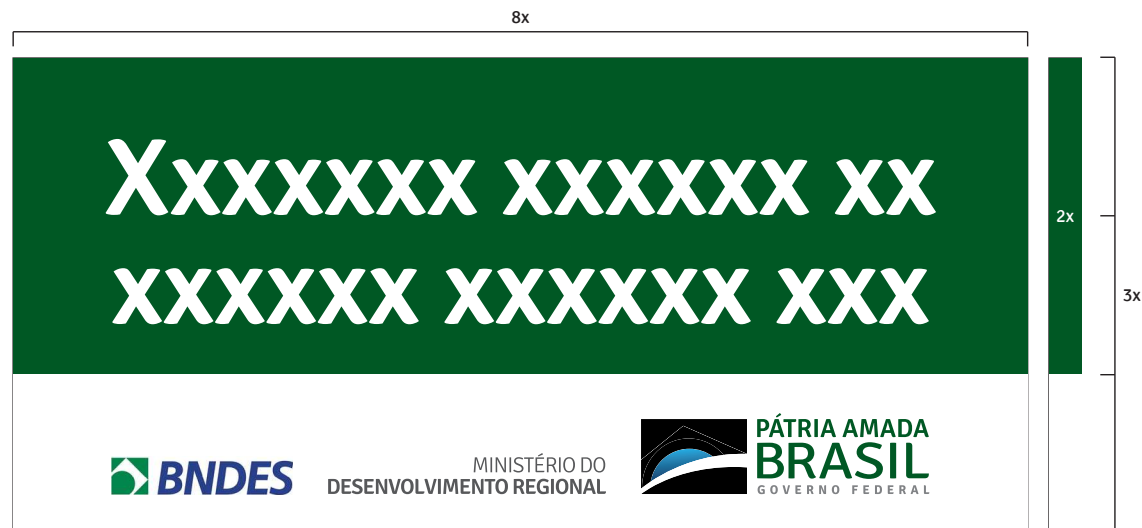 8x
Xxxxxxx xxxxxx xx
xxxxxx xxxxxx xxx
2x
3x
BNDES
MINISTÉRIO DO
DESENVOLVIMENTO REGIONAL
PÁTRIA AMADA
BRASIL
GOVERNO FEDERAL